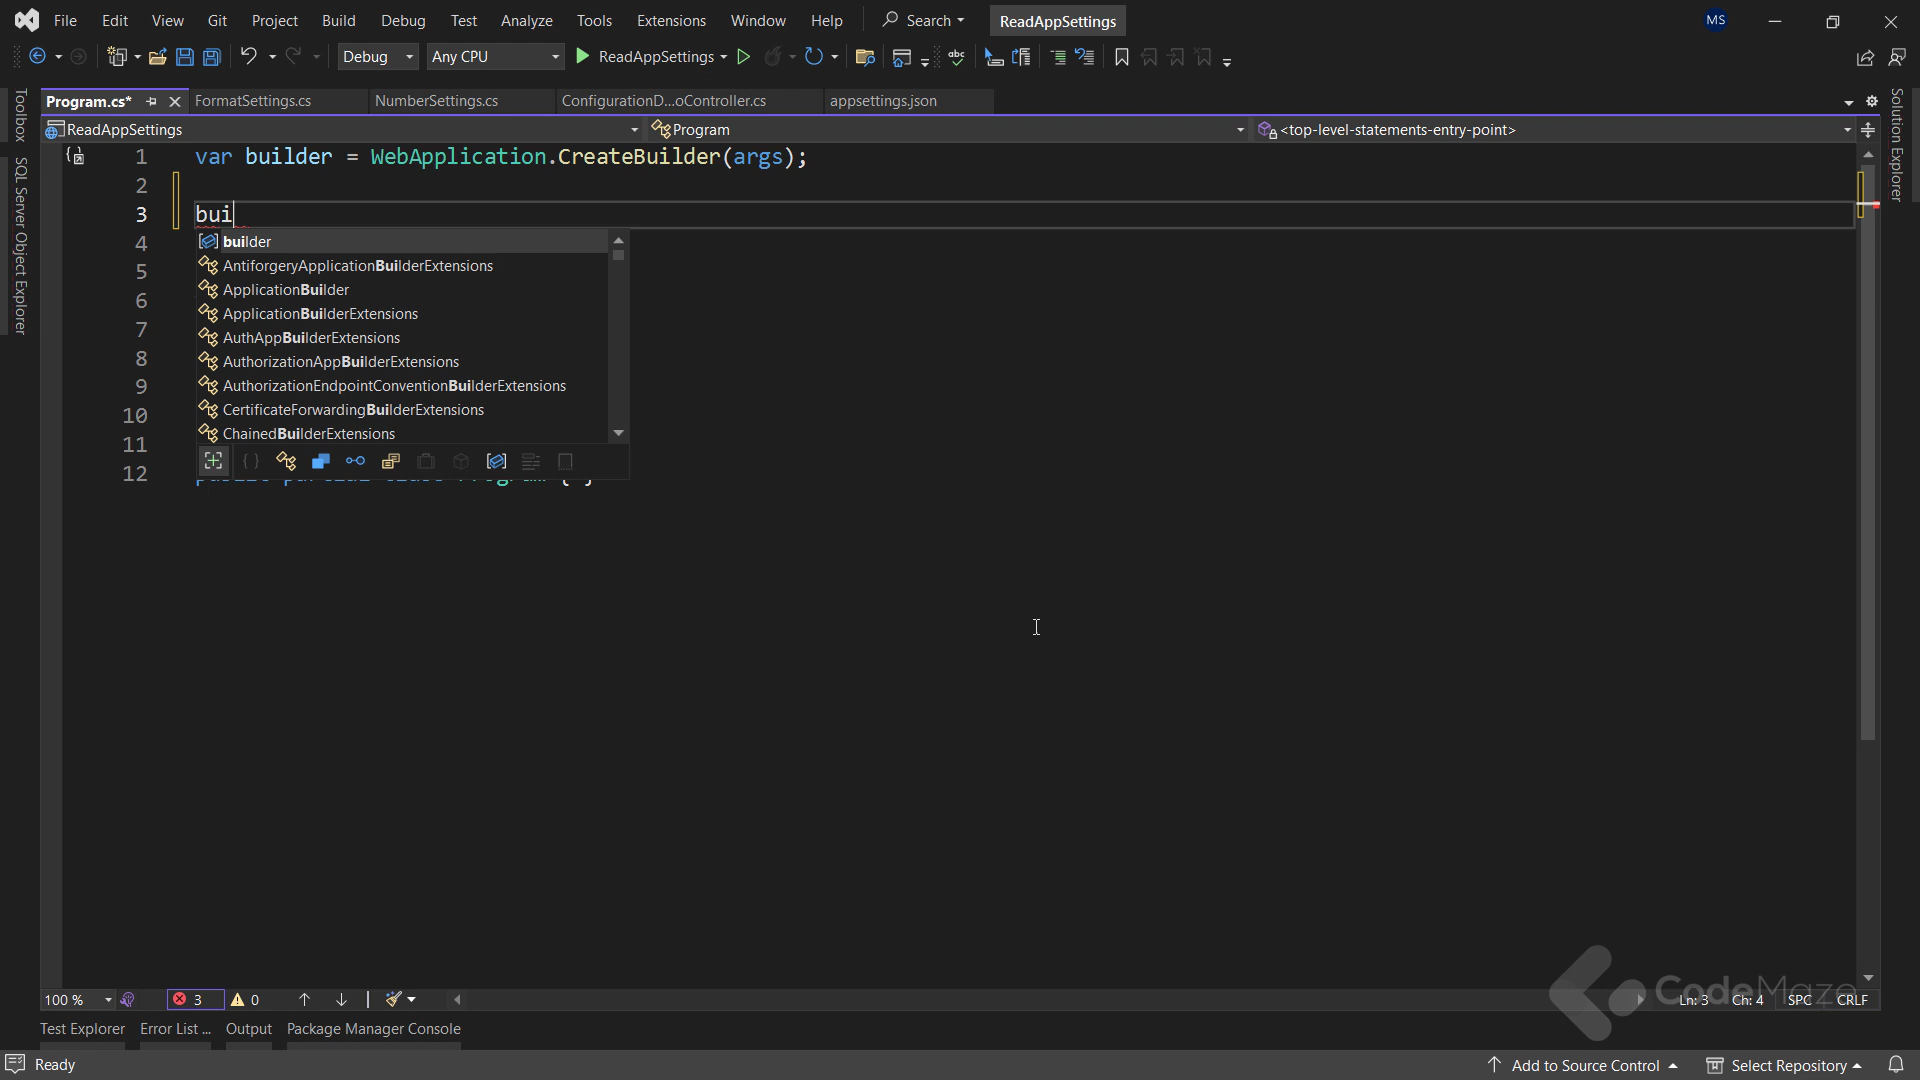 File Edit View Git Project Build Debug Test Analyze Tools Extensions Window Help Search ReadAppSettings MS
Debug Any CPU ReadAppSettings abc
Toolbox
SQL Server Object Explorer
Solution Explorer
Program.cs* FormatSettings.cs NumberSettings.cs ConfigurationD...oController.cs appsettings.json
ReadAppSettings Program <top-level-statements-entry-point>
1 var builder = WebApplication.CreateBuilder(args);
2
3 bui
4 builder
5 AntiforgeryApplicationBuilderExtensions
6 ApplicationBuilder
ApplicationBuilderExtensions
7 AuthAppBuilderExtensions
8 AuthorizationAppBuilderExtensions
9 AuthorizationEndpointConventionBuilderExtensions
10 CertificateForwardingBuilderExtensions
11 ChainedBuilderExtensions
12
100 % 3 0 Ln: 3 Ch: 4 SPC CRLF
CodeMaze
Test Explorer Error List ... Output Package Manager Console
Ready Add to Source Control Select Repository